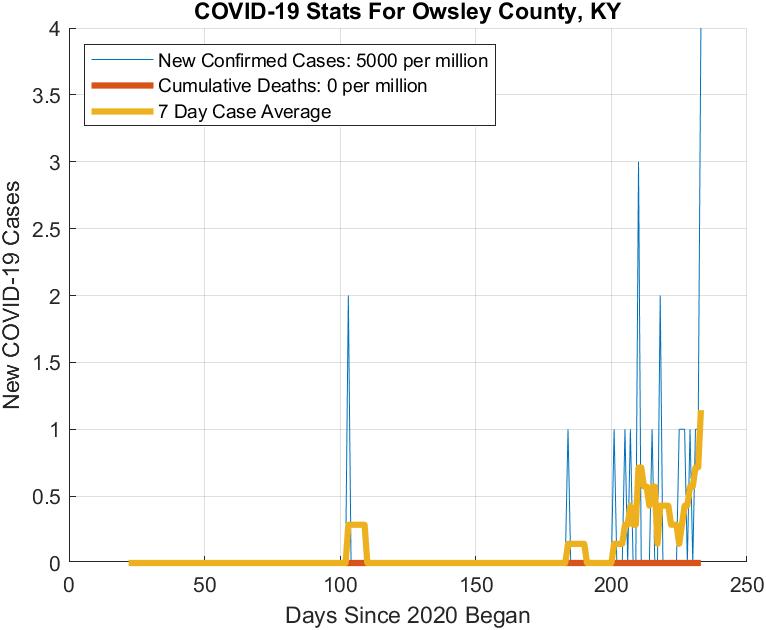 COVID-19 Stats For Owsley County, KY
New Confirmed Cases: 5000 per million
Cumulative Deaths: 0 per million
7 Day Case Average
New COVID-19 Cases
4
3.5
3
2.5
2
1.5
1
0.5
0
0 50 100 150 200 250
Days Since 2020 Began